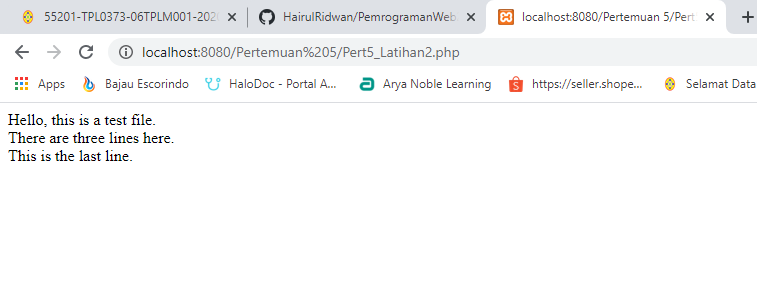 55201-TPL0373-06TPLM001-202
HairulRidwan/PemrogramanWeb
localhost:8080/Pertemuan 5/Pert
localhost:8080/Pertemuan%205/Pert5_Latihan2.php
Apps Bajau Escorindo HaloDoc - Portal A... Arya Noble Learning https://seller.shope... Selamat Data
Hello, this is a test file.
There are three lines here.
This is the last line.